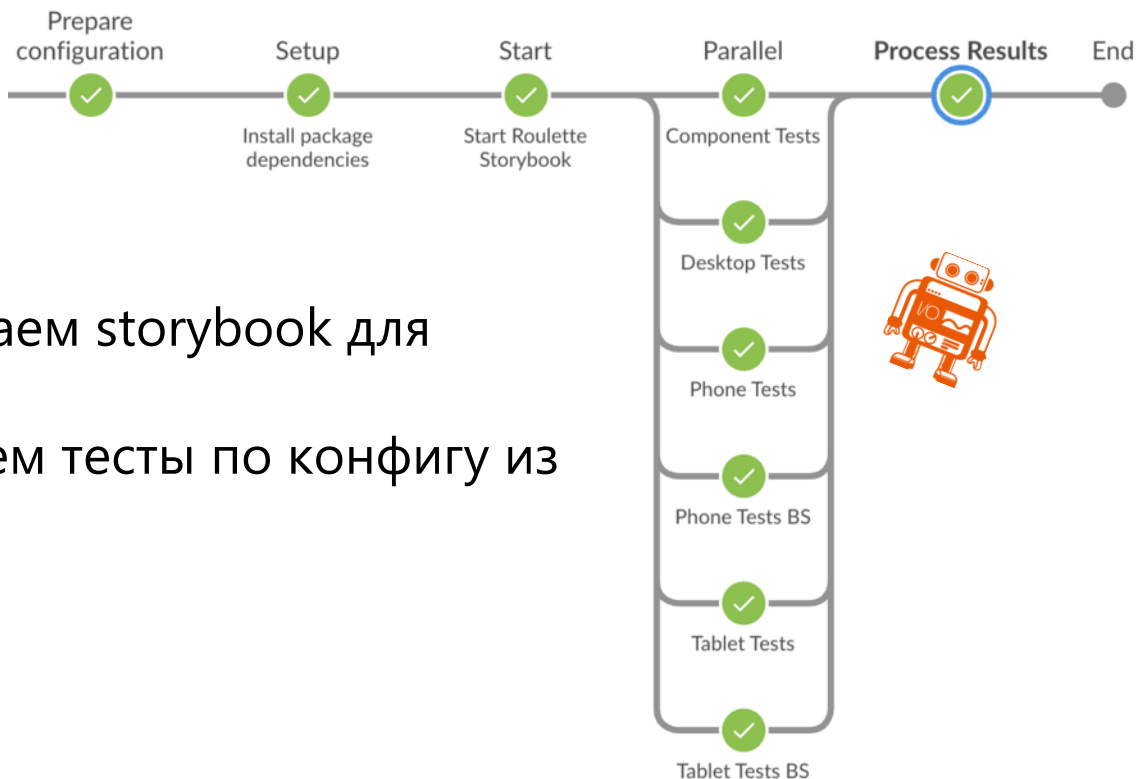 Prepare
configuration
Setup
Start
Parallel
Process Results
End
Install package
dependencies
Start Roulette
Storybook
Component Tests
Desktop Tests
I/O
аем storybook для
Phone Tests
ем тесты по конфигу из
Phone Tests BS
Tablet Tests
Tablet Tests BS